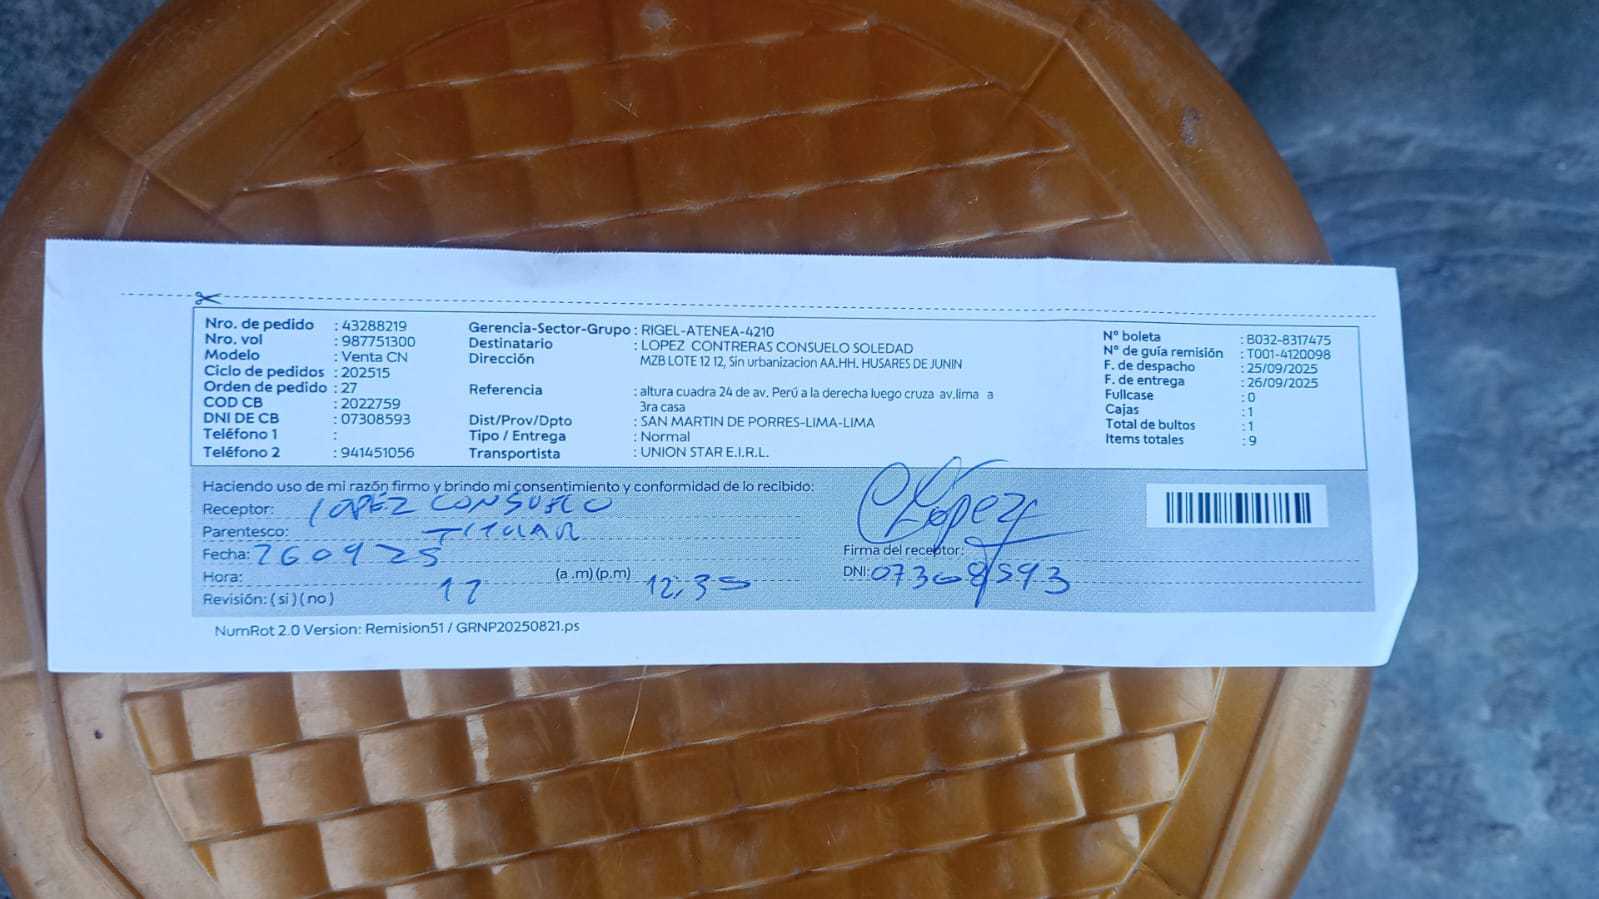 Nro. de pedido : 43288219
Nro. vol : 987751300
Modelo : Venta CN
Ciclo de pedidos : 202515
Orden de pedido : 27
COD CB : 2022759
DNI DE CB : 07308593
Teléfono 1 :
Teléfono 2 : 941451056
Gerencia-Sector-Grupo : RIGEL-ATENEA-4210
Destinatario : LOPEZ CONTRERAS CONSUELO SOLEDAD
Dirección MZB LOTE 12 12, Sin urbanizacion AA.HH. HUSARES DE JUNIN
Referencia : altura cuadra 24 de av. Perú a la derecha luego cruza av.lima a
3ra casa
Dist/Prov/Dpto : SAN MARTIN DE PORRES-LIMA-LIMA
Tipo / Entrega : Normal
Transportista : UNION STAR E.I.R.L.
N° boleta : B032-8317475
N° de guía remisión : T001-4120098
F. de despacho : 25/09/2025
F. de entrega : 26/09/2025
Fullcase : 0
Cajas : 1
Total de bultos : 1
Items totales : 9
Haciendo uso de mi razón firmo y brindo mi consentimiento y conformidad de lo recibido:
Receptor: LOPEZ CONSUELO
Parentesco: TITULAR
Fecha: 260925
Hora: 12 (a .m) (p.m) 12:30
Revisión: ( si ) ( no )
CLópez
Firma del receptor:
DNI: 07308593
NumRot 2.0 Version: Remision51 / GRNP20250821.ps